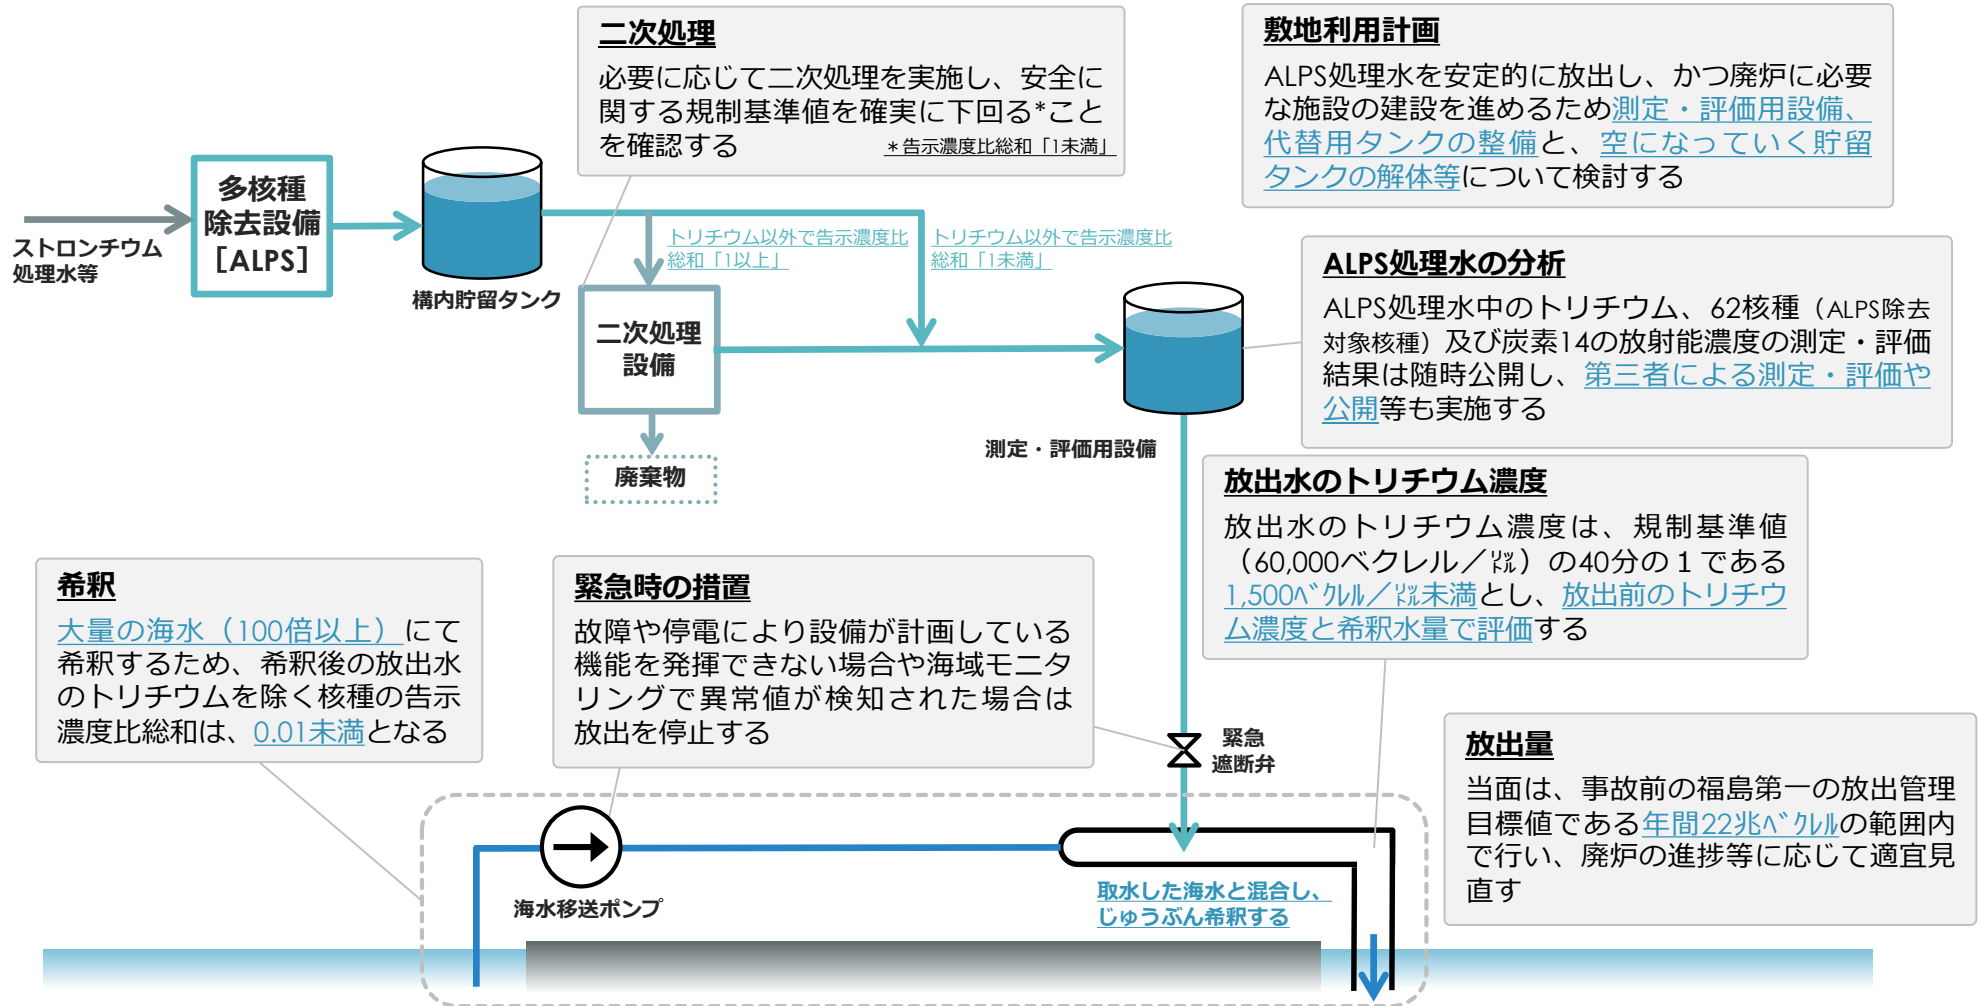 二次処理
必要に応じて二次処理を実施し、安全に
関する規制基準値を確実に下回る*こと
を確認する
＊告示濃度比総和「1未満」
敷地利用計画
ALPS処理水を安定的に放出し、かつ廃炉に必要
な施設の建設を進めるため測定・評価用設備、
代替用タンクの整備と、空になっていく貯留
タンクの解体等について検討する
ストロンチウム
処理水等
多核種
除去設備
［ALPS］
構内貯留タンク
トリチウム以外で告示濃度比
総和「1以上」
トリチウム以外で告示濃度比
総和「1未満」
二次処理
設備
廃棄物
測定・評価用設備
ALPS処理水の分析
ALPS処理水中のトリチウム、62核種（ALPS除去
対象核種）及び炭素14の放射能濃度の測定・評価
結果は随時公開し、第三者による測定・評価や
公開等も実施する
放出水のトリチウム濃度
放出水のトリチウム濃度は、規制基準値
（60,000ベクレル／㍑）の40分の１である
1,500ﾍﾞｸﾚﾙ／㍑未満とし、放出前のトリチウ
ム濃度と希釈水量で評価する
希釈
大量の海水（100倍以上）にて
希釈するため、希釈後の放出水
のトリチウムを除く核種の告示
濃度比総和は、0.01未満となる
緊急時の措置
故障や停電により設備が計画している
機能を発揮できない場合や海域モニタ
リングで異常値が検知された場合は
放出を停止する
緊急
遮断弁
放出量
当面は、事故前の福島第一の放出管理
目標値である年間22兆ﾍﾞｸﾚﾙの範囲内
で行い、廃炉の進捗等に応じて適宜見
直す
海水移送ポンプ
取水した海水と混合し、
じゅうぶん希釈する